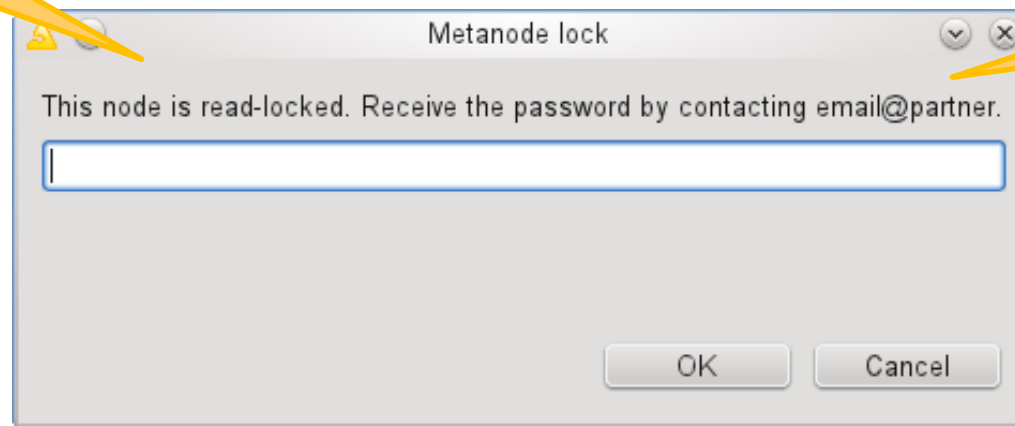 Metanode lock
This node is read-locked. Receive the password by contacting email@partner.
OK
Cancel